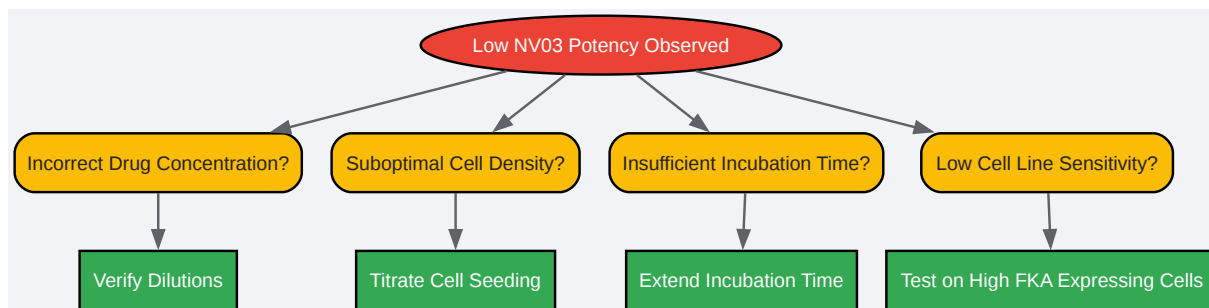 Low NV03 Potency Observed
Incorrect Drug Concentration?
Suboptimal Cell Density?
Insufficient Incubation Time?
Low Cell Line Sensitivity?
Verify Dilutions
Titrate Cell Seeding
Extend Incubation Time
Test on High FKA Expressing Cells